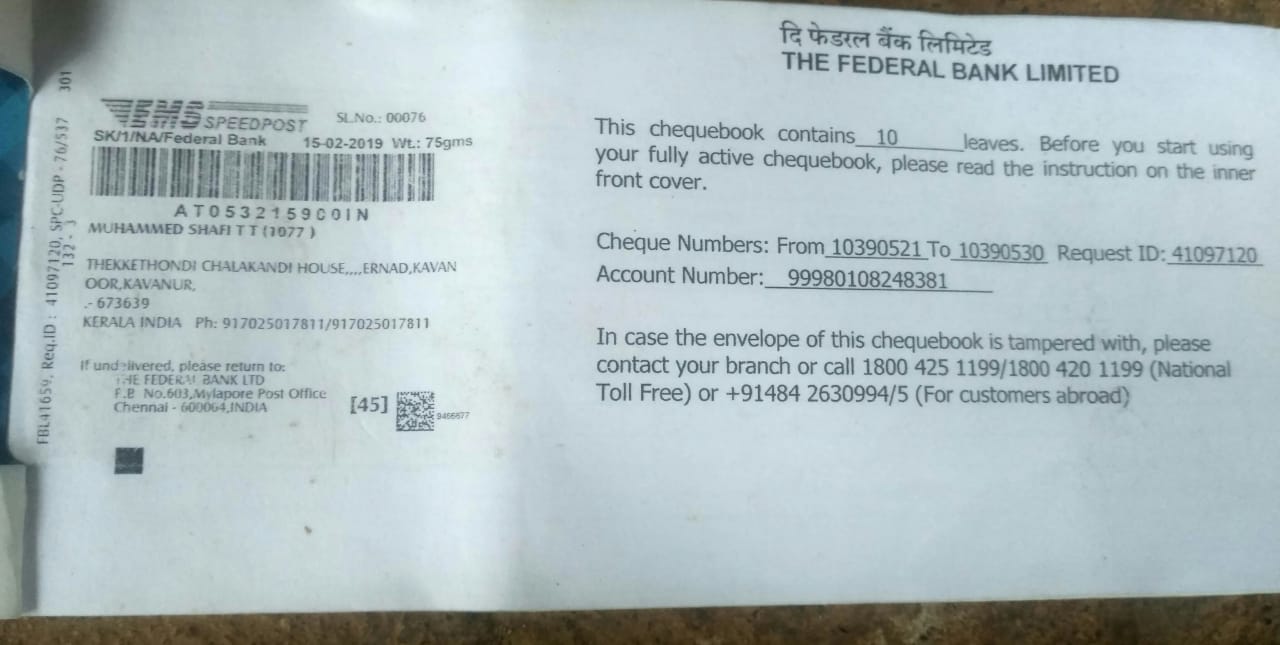 301
FBL41659, Req.ID : 41097120, SPC-UDP - 76/537
132 - 3
EMS SPEEDPOST
SL.No.: 00076
SK/1/NA/Federal Bank 15-02-2019 Wt.: 75gms
AT053215900IN
MUHAMMED SHAFI T T (1077 )
THEKKETHONDI CHALAKANDI HOUSE,,,,ERNAD,KAVAN
OOR,KAVANUR,
.- 673639
KERALA INDIA Ph: 917025017811/917025017811
If undelivered, please return to:
THE FEDERAL BANK LTD
P.B No.603,Mylapore Post Office
Chennai - 600064,INDIA
[45]
दि फेडरल बैंक लिमिटेड
THE FEDERAL BANK LIMITED
This chequebook contains 10 leaves. Before you start using
your fully active chequebook, please read the instruction on the inner
front cover.
Cheque Numbers: From 10390521 To 10390530 Request ID: 41097120
Account Number: 99980108248381
In case the envelope of this chequebook is tampered with, please
contact your branch or call 1800 425 1199/1800 420 1199 (National
Toll Free) or +91484 2630994/5 (For customers abroad)